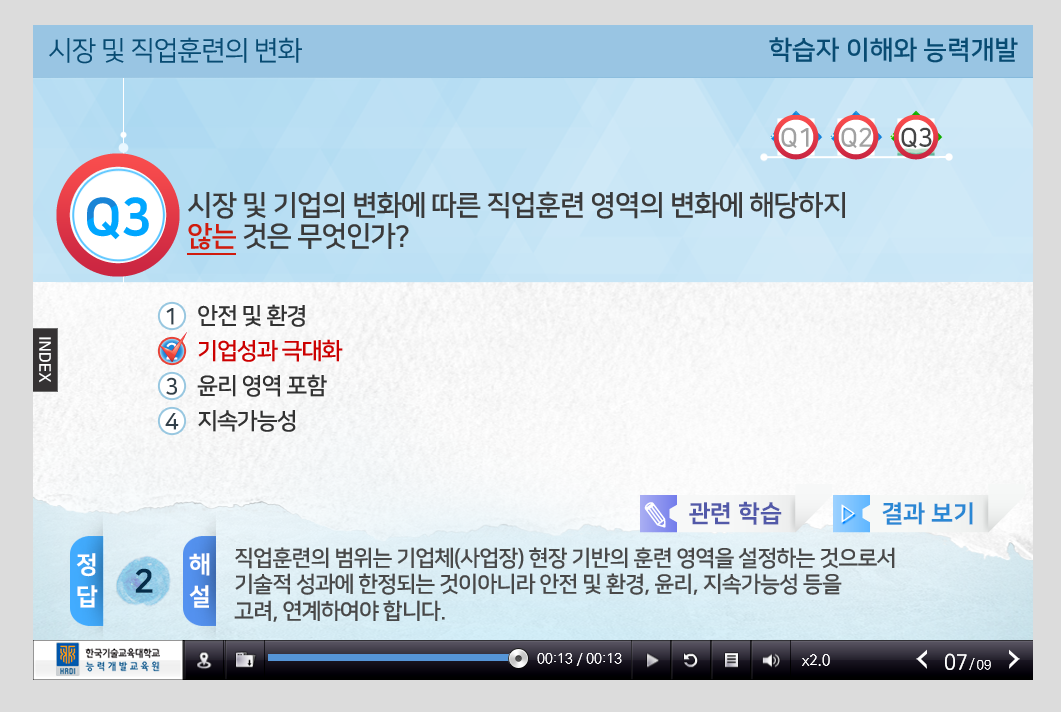 시장 및 직업훈련의 변화
학습자 이해와 능력개발
Q1 Q2 Q3
Q3
시장 및 기업의 변화에 따른 직업훈련 영역의 변화에 해당하지
않는 것은 무엇인가?
1 안전 및 환경
2 기업성과 극대화
3 윤리 영역 포함
4 지속가능성
INDEX
관련 학습
결과 보기
정답
2
해설
직업훈련의 범위는 기업체(사업장) 현장 기반의 훈련 영역을 설정하는 것으로서
기술적 성과에 한정되는 것이아니라 안전 및 환경, 윤리, 지속가능성 등을
고려, 연계하여야 합니다.
HRDI
한국기술교육대학교
능력개발교육원
00:13 / 00:13
x2.0
07/09